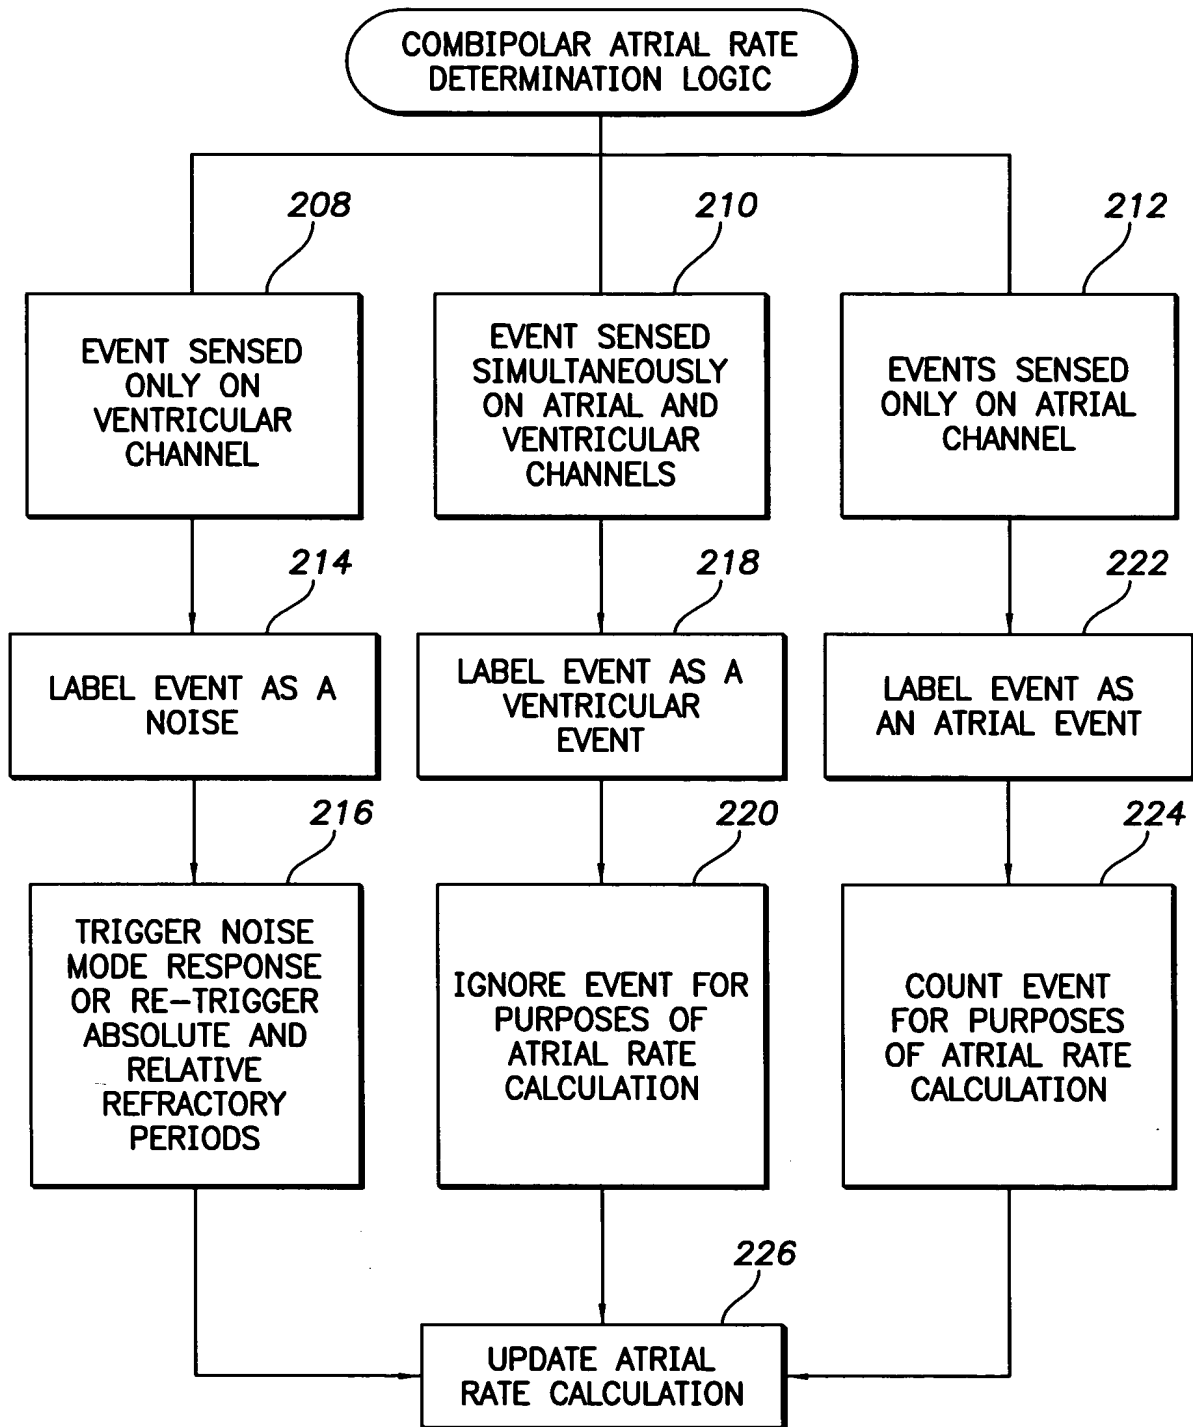 COMBIPOLAR ATRIAL RATE
DETERMINATION LOGIC
208
EVENT SENSED
ONLY ON
VENTRICULAR
CHANNEL
210
EVENT SENSED
SIMULTANEOUSLY
ON ATRIAL AND
VENTRICULAR
CHANNELS
212
EVENTS SENSED
ONLY ON ATRIAL
CHANNEL
214
LABEL EVENT AS A
NOISE
218
LABEL EVENT AS A
VENTRICULAR
EVENT
222
LABEL EVENT AS
AN ATRIAL EVENT
216
TRIGGER NOISE
MODE RESPONSE
OR RE-TRIGGER
ABSOLUTE AND
RELATIVE
REFRACTORY
PERIODS
220
IGNORE EVENT FOR
PURPOSES OF
ATRIAL RATE
CALCULATION
224
COUNT EVENT
FOR PURPOSES
OF ATRIAL RATE
CALCULATION
226
UPDATE ATRIAL
RATE CALCULATION